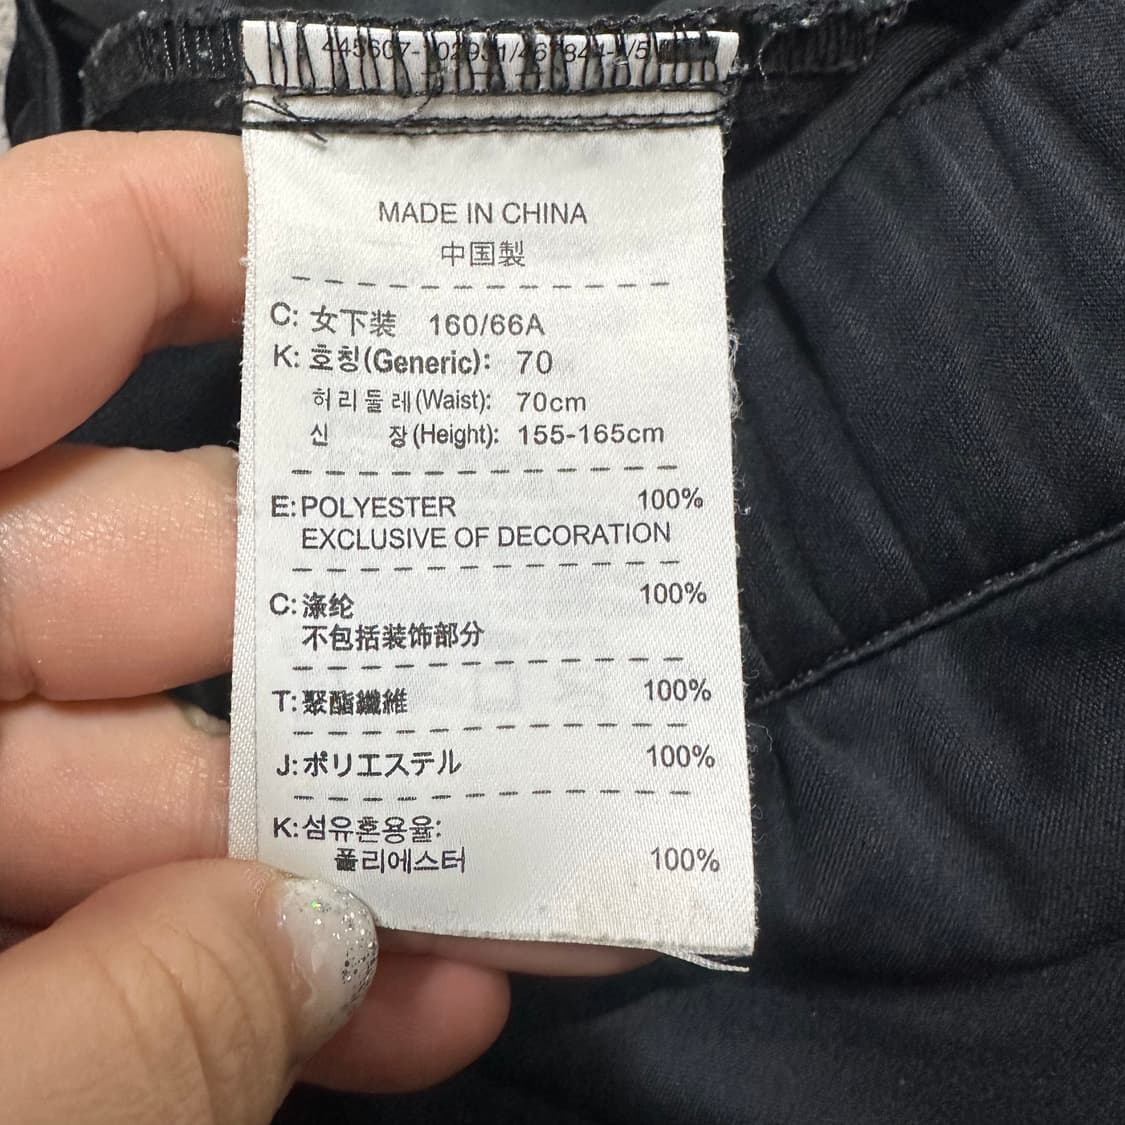 MADE IN CHINA
中国製
C: 女下装 160/66A
K: 호칭(Generic): 70
허리둘레(Waist): 70cm
신 장(Height): 155-165cm
E: POLYESTER 100%
EXCLUSIVE OF DECORATION
C: 涤纶 100%
不包括装饰部分
T: 聚酯纖維 100%
J: ポリエステル 100%
K: 섬유혼용율:
폴리에스터 100%